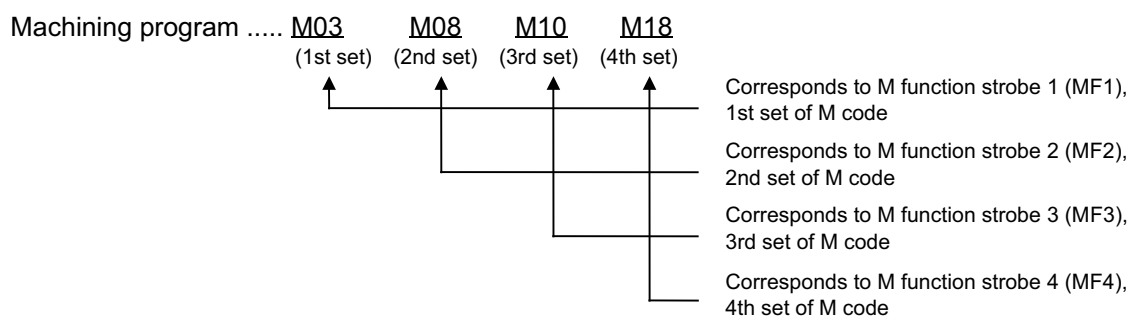 Machining program ..... M03 M08 M10 M18
(1st set) (2nd set) (3rd set) (4th set)
Corresponds to M function strobe 1 (MF1),
1st set of M code
Corresponds to M function strobe 2 (MF2),
2nd set of M code
Corresponds to M function strobe 3 (MF3),
3rd set of M code
Corresponds to M function strobe 4 (MF4),
4th set of M code